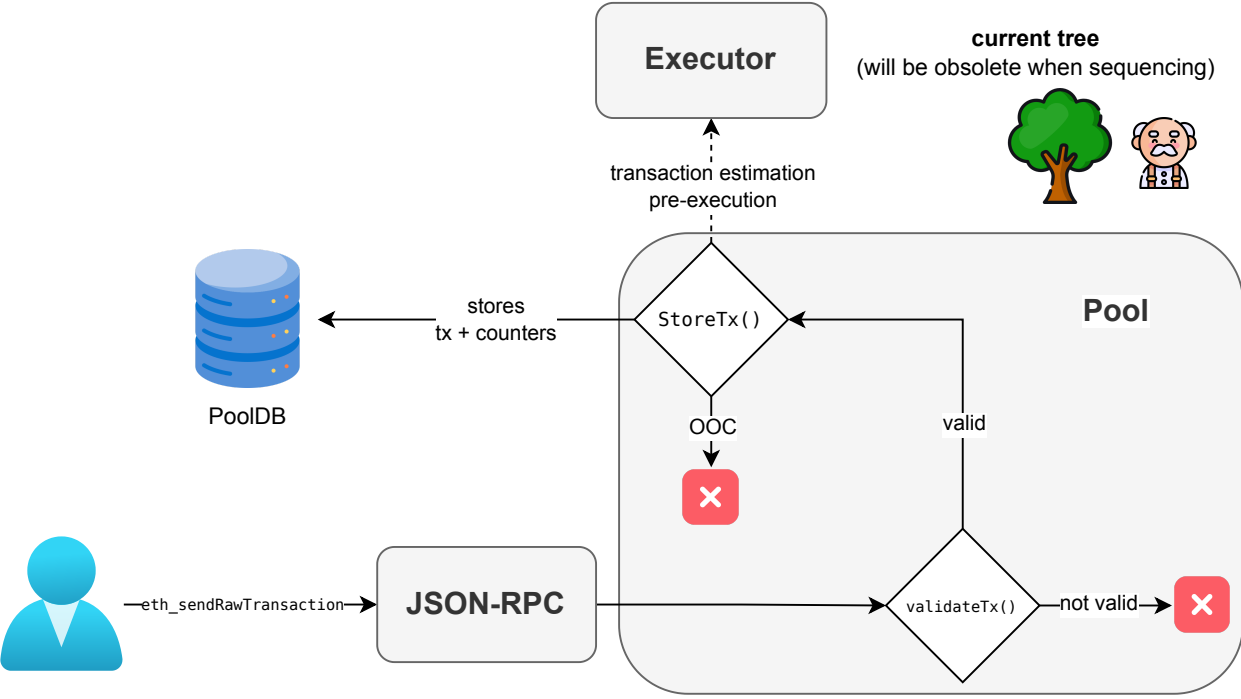 Executor
current tree
(will be obsolete when sequencing)
transaction estimation
pre-execution
Pool
StoreTx()
stores
tx + counters
PoolDB
OOC
valid
eth_sendRawTransaction
JSON-RPC
validateTx()
not valid